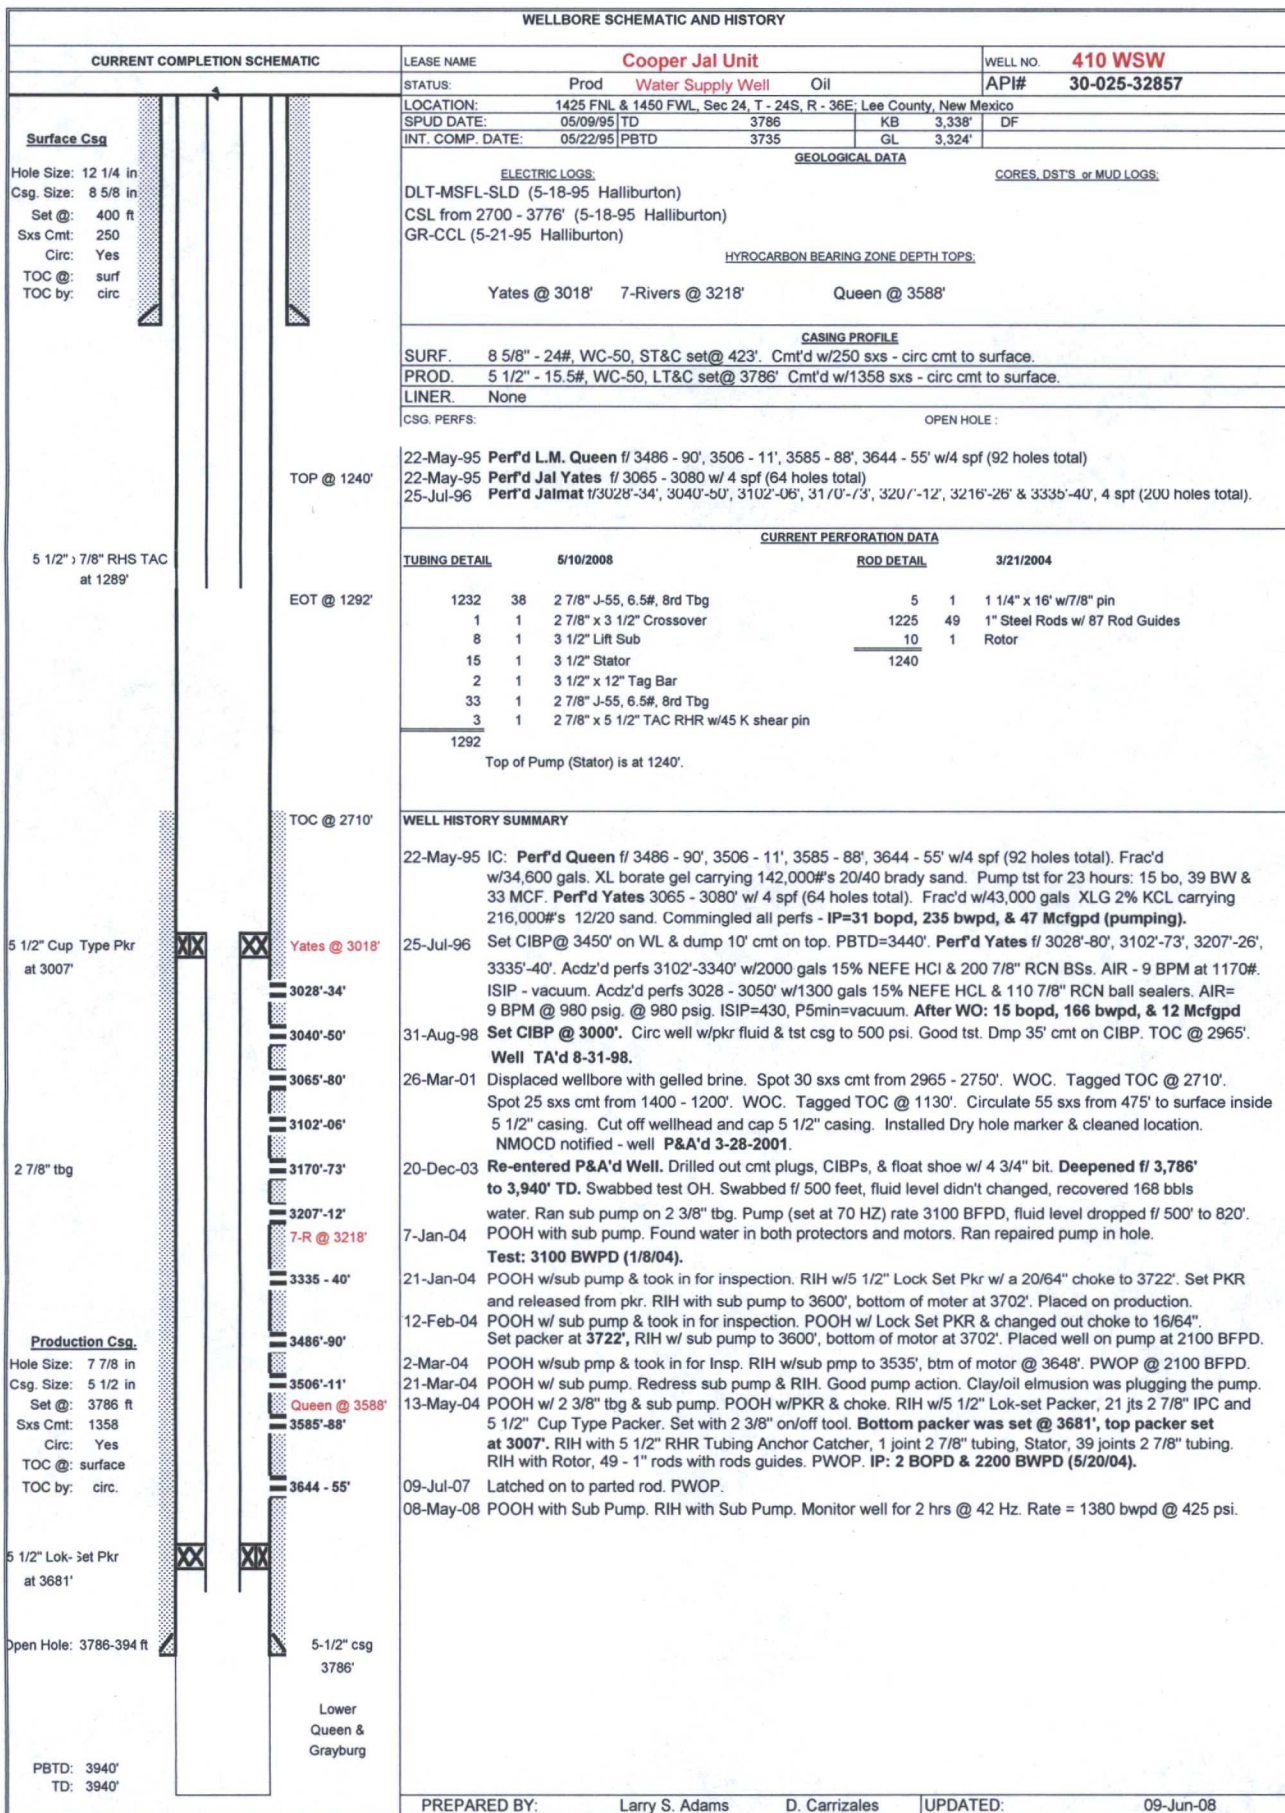 WELLBORE SCHEMATIC AND HISTORY
CURRENT COMPLETION SCHEMATIC
LEASE NAME Cooper Jal Unit WELL NO. 410 WSW
STATUS: Prod Water Supply Well Oil API# 30-025-32857
LOCATION: 1425 FNL & 1450 FWL, Sec 24, T - 24S, R - 36E; Lee County, New Mexico
SPUD DATE: 05/09/95 TD 3786 KB 3,338' DF
INT. COMP. DATE: 05/22/95 PBTD 3735 GL 3,324'
GEOLOGICAL DATA
ELECTRIC LOGS: CORES, DST'S or MUD LOGS:
DLT-MSFL-SLD (5-18-95 Halliburton)
CSL from 2700 - 3776' (5-18-95 Halliburton)
GR-CCL (5-21-95 Halliburton)
HYROCARBON BEARING ZONE DEPTH TOPS:
Yates @ 3018' 7-Rivers @ 3218' Queen @ 3588'
CASING PROFILE
SURF. 8 5/8" - 24#, WC-50, ST&C set@ 423'. Cmt'd w/250 sxs - circ cmt to surface.
PROD. 5 1/2" - 15.5#, WC-50, LT&C set@ 3786' Cmt'd w/1358 sxs - circ cmt to surface.
LINER. None
CSG. PERFS: OPEN HOLE :
22-May-95 Perf'd L.M. Queen f/ 3486 - 90', 3506 - 11', 3585 - 88', 3644 - 55' w/4 spf (92 holes total)
22-May-95 Perf'd Jal Yates f/ 3065 - 3080 w/ 4 spf (64 holes total)
25-Jul-96 Perf'd Jalmat f/3028'-34', 3040'-50', 3102'-06', 3170'-73', 3207'-12', 3216'-26' & 3335'-40', 4 spf (200 holes total).
CURRENT PERFORATION DATA
TUBING DETAIL 5/10/2008 ROD DETAIL 3/21/2004
1232 38 2 7/8" J-55, 6.5#, 8rd Tbg 5 1 1 1/4" x 16' w/7/8" pin
1 1 2 7/8" x 3 1/2" Crossover 1225 49 1" Steel Rods w/ 87 Rod Guides
8 1 3 1/2" Lift Sub 10 1 Rotor
15 1 3 1/2" Stator 1240
2 1 3 1/2" x 12" Tag Bar
33 1 2 7/8" J-55, 6.5#, 8rd Tbg
3 1 2 7/8" x 5 1/2" TAC RHR w/45 K shear pin
1292
Top of Pump (Stator) is at 1240'.
WELL HISTORY SUMMARY
22-May-95 IC: Perf'd Queen f/ 3486 - 90', 3506 - 11', 3585 - 88', 3644 - 55' w/4 spf (92 holes total). Frac'd
w/34,600 gals. XL borate gel carrying 142,000#'s 20/40 brady sand. Pump tst for 23 hours: 15 bo, 39 BW &
33 MCF. Perf'd Yates 3065 - 3080' w/ 4 spf (64 holes total). Frac'd w/43,000 gals XLG 2% KCL carrying
216,000#'s 12/20 sand. Commingled all perfs - IP=31 bopd, 235 bwpd, & 47 Mcfgpd (pumping).
25-Jul-96 Set CIBP@ 3450' on WL & dump 10' cmt on top. PBTD=3440'. Perf'd Yates f/ 3028'-80', 3102'-73', 3207'-26',
3335'-40'. Acdz'd perfs 3102'-3340' w/2000 gals 15% NEFE HCl & 200 7/8" RCN BSs. AIR - 9 BPM at 1170#.
ISIP - vacuum. Acdz'd perfs 3028 - 3050' w/1300 gals 15% NEFE HCL & 110 7/8" RCN ball sealers. AIR=
9 BPM @ 980 psig. @ 980 psig. ISIP=430, P5min=vacuum. After WO: 15 bopd, 166 bwpd, & 12 Mcfgpd
31-Aug-98 Set CIBP @ 3000'. Circ well w/pkr fluid & tst csg to 500 psi. Good tst. Dmp 35' cmt on CIBP. TOC @ 2965'.
Well TA'd 8-31-98.
26-Mar-01 Displaced wellbore with gelled brine. Spot 30 sxs cmt from 2965 - 2750'. WOC. Tagged TOC @ 2710'.
Spot 25 sxs cmt from 1400 - 1200'. WOC. Tagged TOC @ 1130'. Circulate 55 sxs from 475' to surface inside
5 1/2" casing. Cut off wellhead and cap 5 1/2" casing. Installed Dry hole marker & cleaned location.
NMOCD notified - well P&A'd 3-28-2001.
20-Dec-03 Re-entered P&A'd Well. Drilled out cmt plugs, CIBPs, & float shoe w/ 4 3/4" bit. Deepened f/ 3,786'
to 3,940' TD. Swabbed test OH. Swabbed f/ 500 feet, fluid level didn't changed, recovered 168 bbls
water. Ran sub pump on 2 3/8" tbg. Pump (set at 70 HZ) rate 3100 BFPD, fluid level dropped f/ 500' to 820'.
7-Jan-04 POOH with sub pump. Found water in both protectors and motors. Ran repaired pump in hole.
Test: 3100 BWPD (1/8/04).
21-Jan-04 POOH w/sub pump & took in for inspection. RIH w/5 1/2" Lock Set Pkr w/ a 20/64" choke to 3722'. Set PKR
and released from pkr. RIH with sub pump to 3600', bottom of moter at 3702'. Placed on production.
12-Feb-04 POOH w/ sub pump & took in for inspection. POOH w/ Lock Set PKR & changed out choke to 16/64".
Set packer at 3722', RIH w/ sub pump to 3600', bottom of motor at 3702'. Placed well on pump at 2100 BFPD.
2-Mar-04 POOH w/sub pmp & took in for Insp. RIH w/sub pmp to 3535', btm of motor @ 3648'. PWOP @ 2100 BFPD.
21-Mar-04 POOH w/ sub pump. Redress sub pump & RIH. Good pump action. Clay/oil elmusion was plugging the pump.
13-May-04 POOH w/ 2 3/8" tbg & sub pump. POOH w/PKR & choke. RIH w/5 1/2" Lok-set Packer, 21 jts 2 7/8" IPC and
5 1/2" Cup Type Packer. Set with 2 3/8" on/off tool. Bottom packer was set @ 3681', top packer set
at 3007'. RIH with 5 1/2" RHR Tubing Anchor Catcher, 1 joint 2 7/8" tubing, Stator, 39 joints 2 7/8" tubing.
RIH with Rotor, 49 - 1" rods with rods guides. PWOP. IP: 2 BOPD & 2200 BWPD (5/20/04).
09-Jul-07 Latched on to parted rod. PWOP.
08-May-08 POOH with Sub Pump. RIH with Sub Pump. Monitor well for 2 hrs @ 42 Hz. Rate = 1380 bwpd @ 425 psi.
Surface Csg
Hole Size: 12 1/4 in
Csg. Size: 8 5/8 in
Set @: 400 ft
Sxs Cmt: 250
Circ: Yes
TOC @: surf
TOC by: circ
TOP @ 1240'
5 1/2" 7/8" RHS TAC
at 1289'
EOT @ 1292'
TOC @ 2710'
5 1/2" Cup Type Pkr
at 3007'
Yates @ 3018'
3028'-34'
3040'-50'
3065'-80'
3102'-06'
2 7/8" tbg
3170'-73'
3207'-12'
7-R @ 3218'
3335 - 40'
3486'-90'
3506'-11'
Queen @ 3588'
3585'-88'
3644 - 55'
Production Csg.
Hole Size: 7 7/8 in
Csg. Size: 5 1/2 in
Set @: 3786 ft
Sxs Cmt: 1358
Circ: Yes
TOC @: surface
TOC by: circ.
5 1/2" Lok-Set Pkr
at 3681'
Open Hole: 3786-394 ft
5-1/2" csg
3786'
Lower
Queen &
Grayburg
PBTD: 3940'
TD: 3940'
PREPARED BY: Larry S. Adams D. Carrizales UPDATED: 09-Jun-08